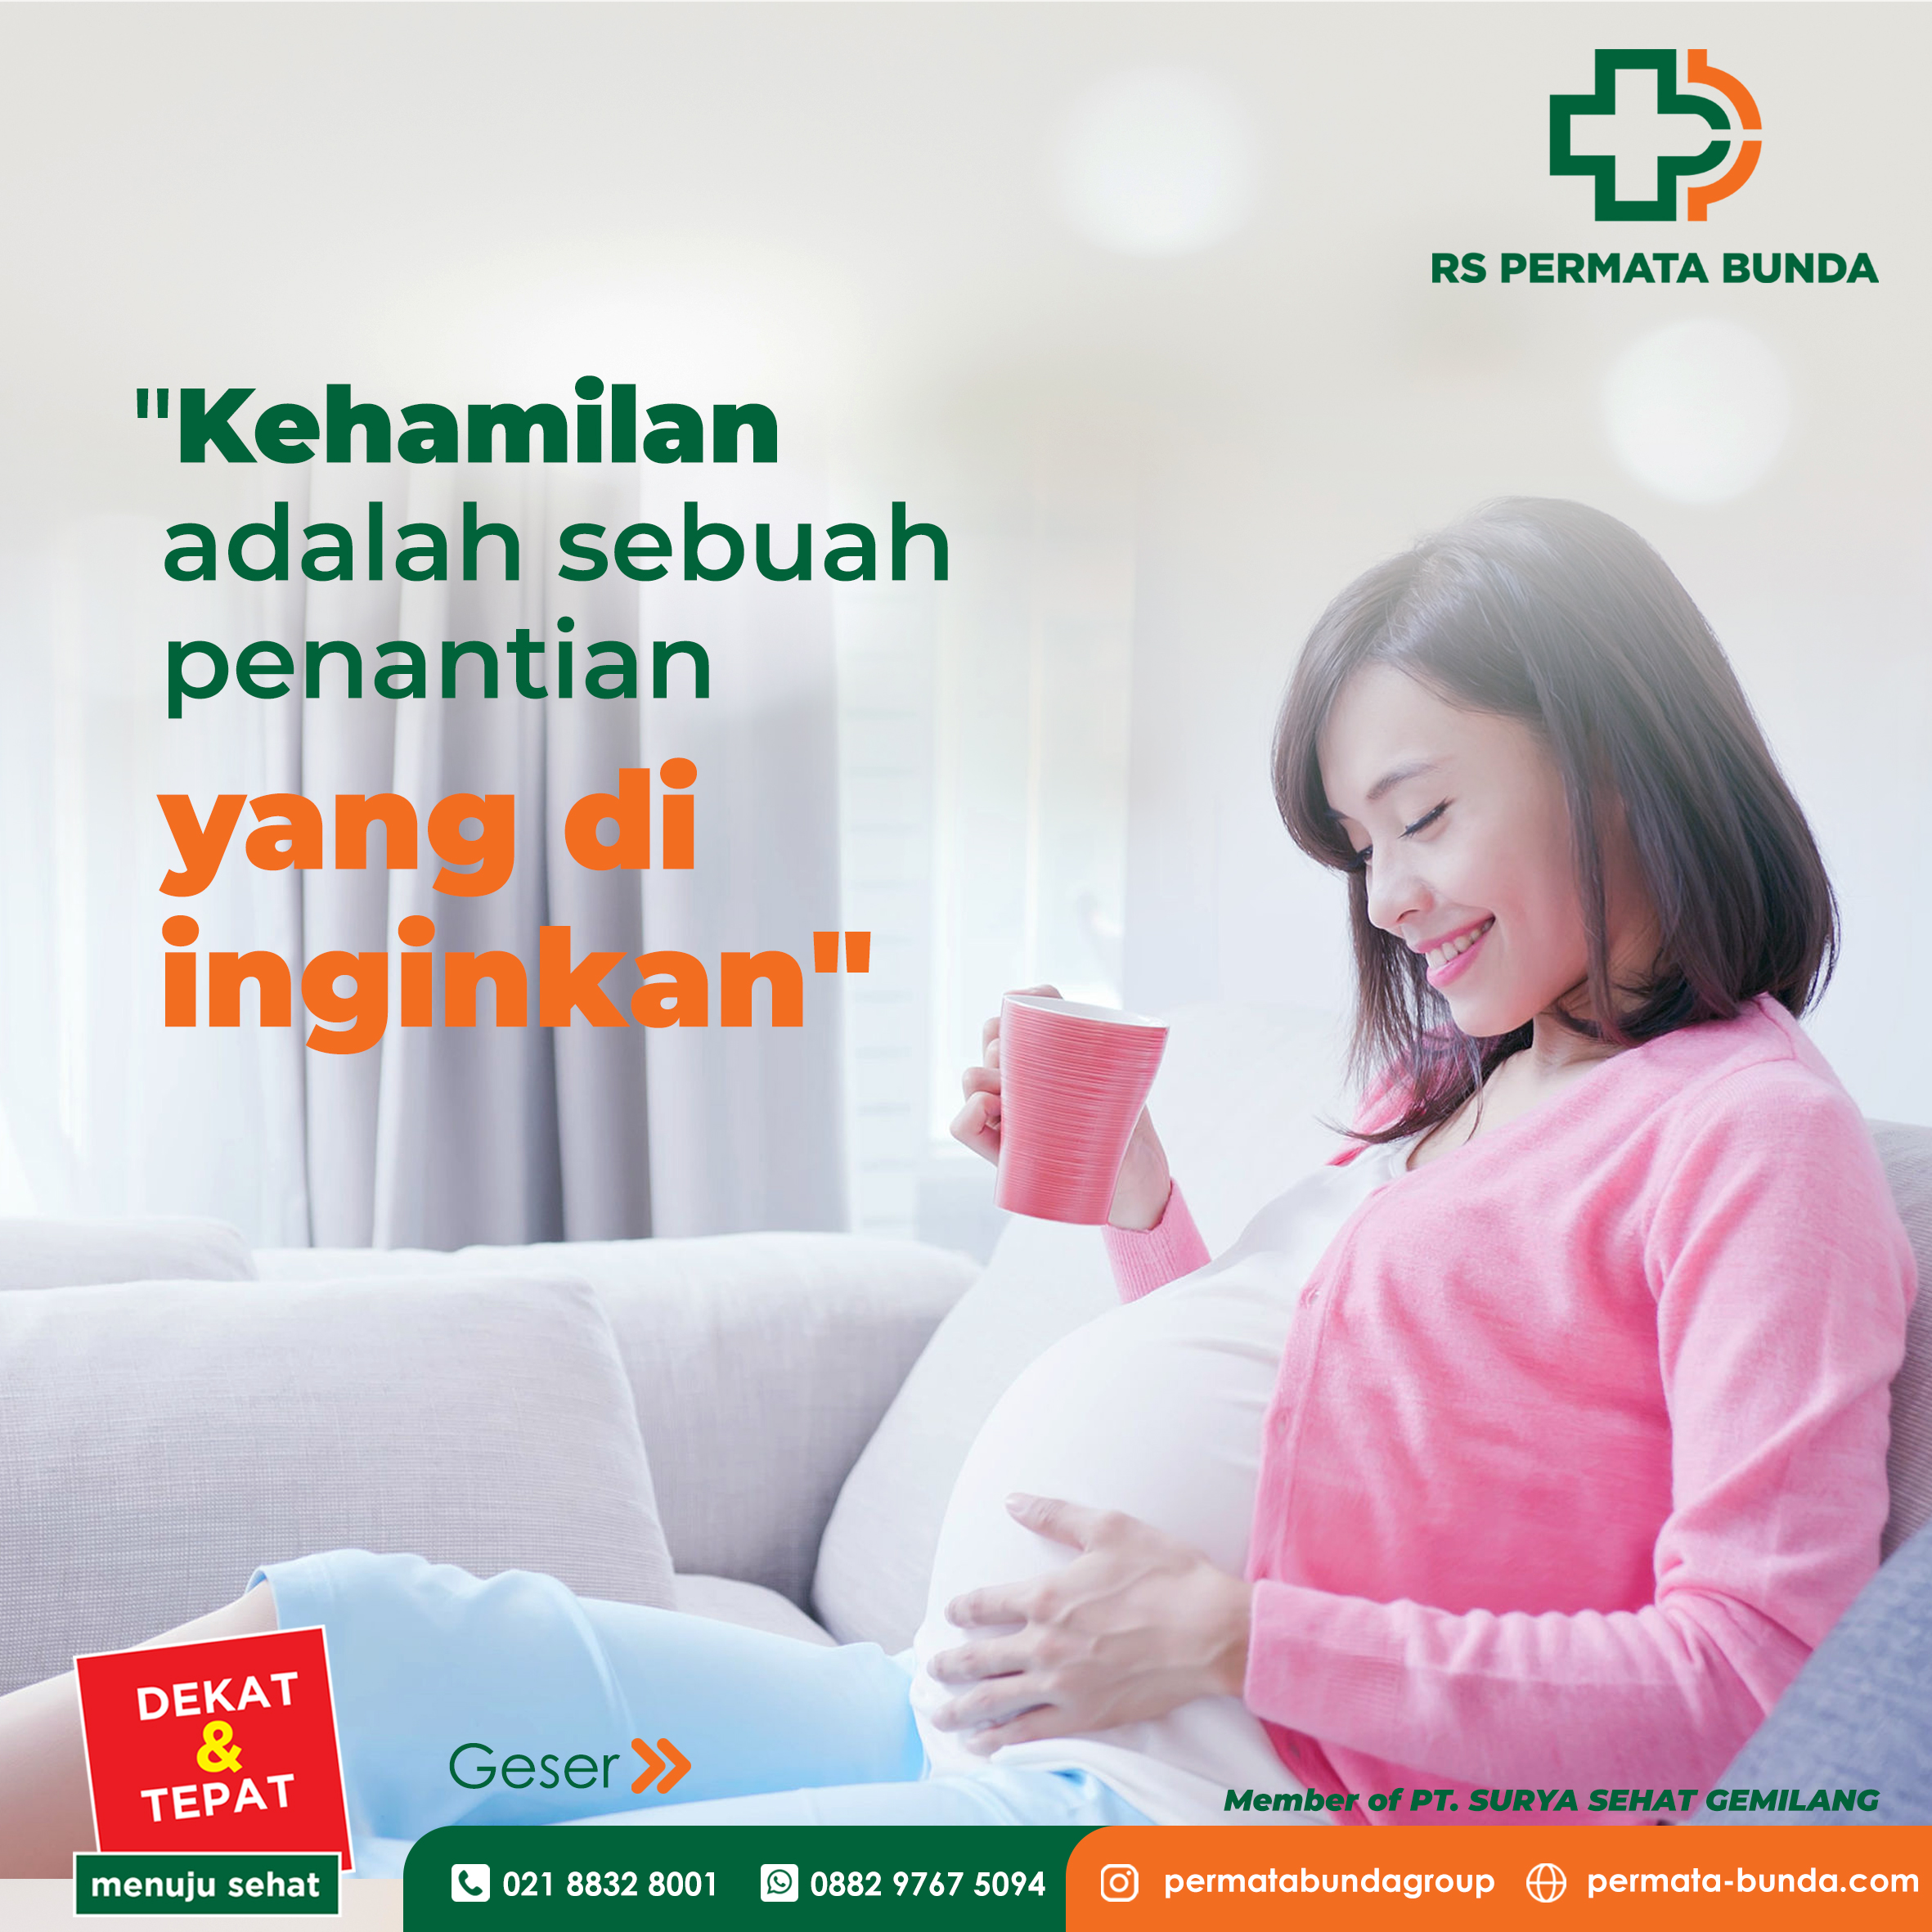 RS PERMATA BUNDA
"Kehamilan
adalah sebuah
penantian
yang di
inginkan"
DEKAT
&
TEPAT
menuju sehat
Geser
Member of PT. SURYA SEHAT GEMILANG
021 8832 8001
0882 9767 5094
permatabundagroup
permata-bunda.com